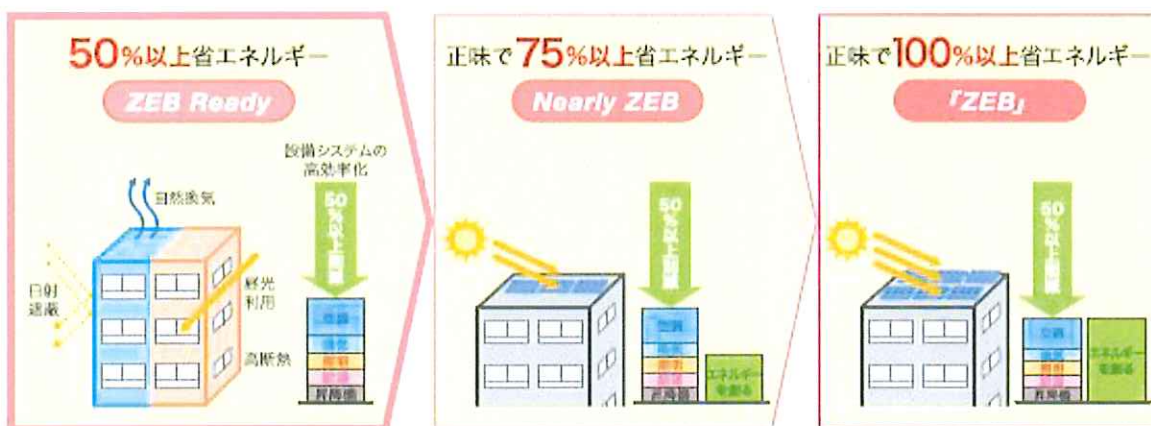 50%以上省エネルギー
ZEB Ready
設備システムの
高効率化
自然換気
50%以上削減
日射
遮蔽
昼光
利用
高断熱
空調
換気
照明
給湯
昇降機
正味で75%以上省エネルギー
Nearly ZEB
50%以上削減
空調
換気
照明
給湯
昇降機
エネルギー
を創る
正味で100%以上省エネルギー
『ZEB』
50%以上削減
空調
換気
照明
給湯
昇降機
エネルギー
を創る